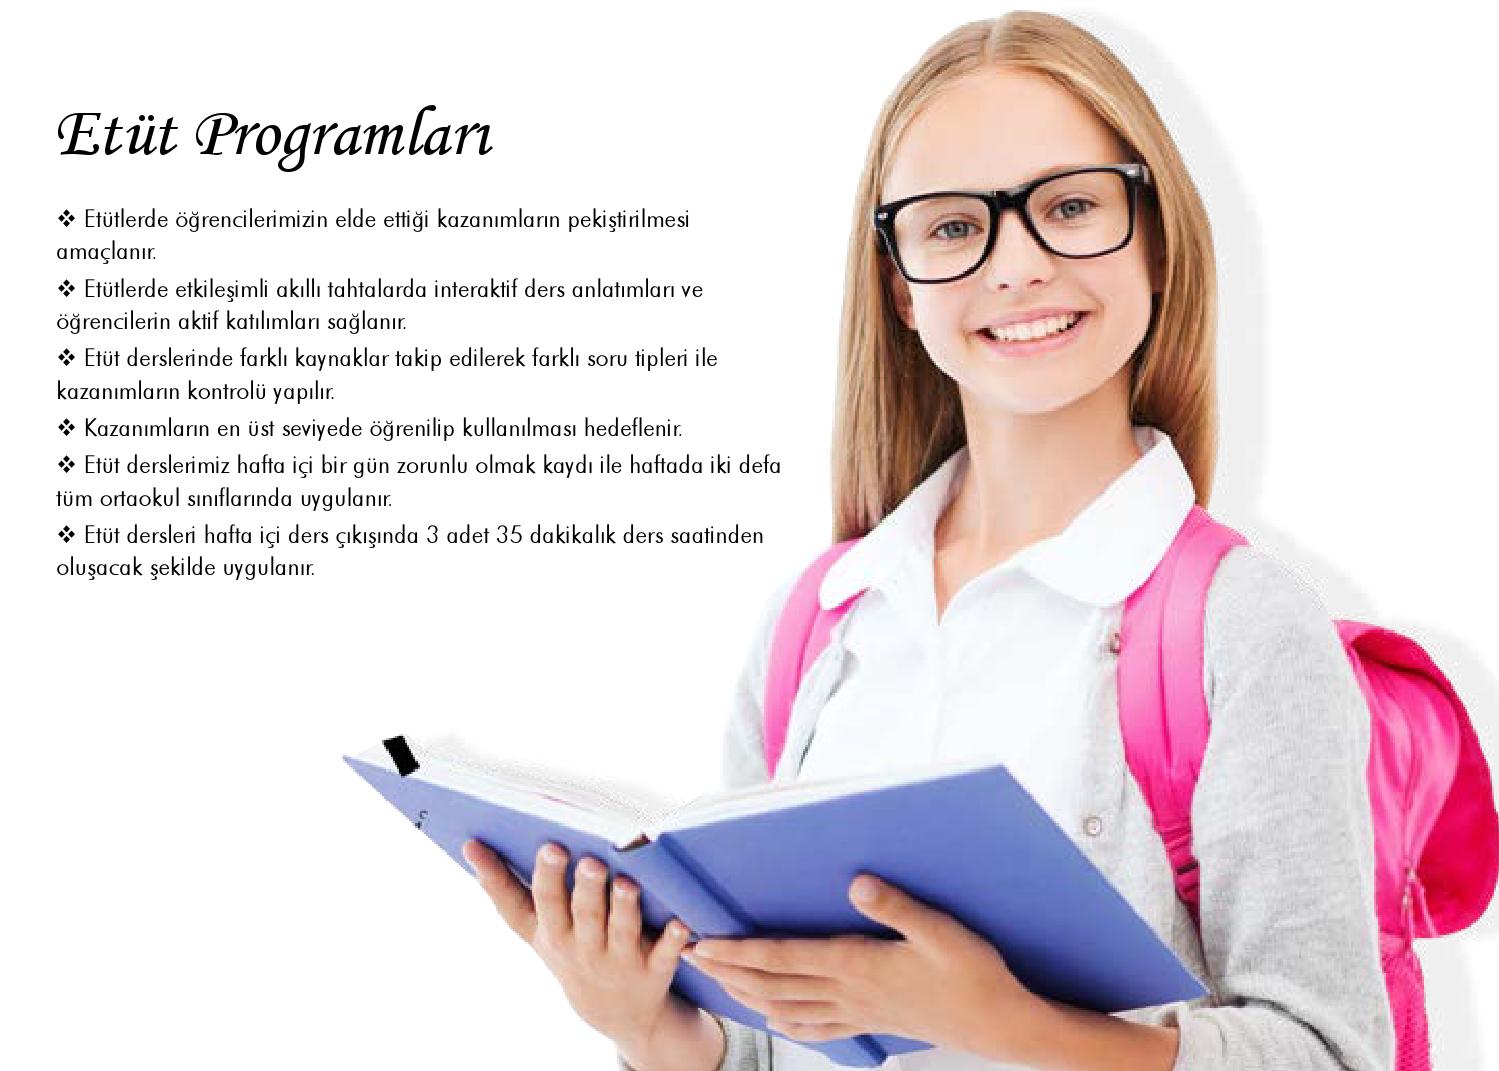 Etüt Programları
❖ Etütlerde öğrencilerimizin elde ettiği kazanımların pekiştirilmesi
amaçlanır.
❖ Etütlerde etkileşimli akıllı tahtalarda interaktif ders anlatımları ve
öğrencilerin aktif katılımları sağlanır.
❖ Etüt derslerinde farklı kaynaklar takip edilerek farklı soru tipleri ile
kazanımların kontrolü yapılır.
❖ Kazanımların en üst seviyede öğrenilip kullanılması hedeflenir.
❖ Etüt derslerimiz hafta içi bir gün zorunlu olmak kaydı ile haftada iki defa
tüm ortaokul sınıflarında uygulanır.
❖ Etüt dersleri hafta içi ders çıkışında 3 adet 35 dakikalık ders saatinden
oluşacak şekilde uygulanır.